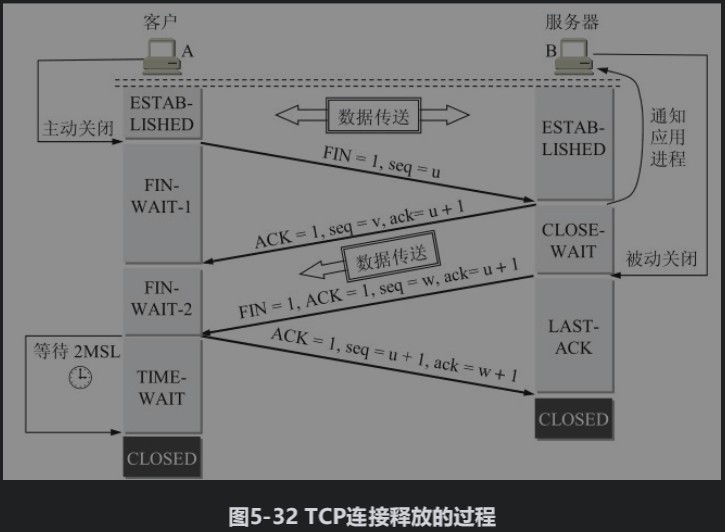 客户
服务器
A
B
ESTAB-
LISHED
数据传送
ESTAB-
LISHED
通知
应用
进程
主动关闭
FIN = 1, seq = u
FIN-
WAIT-1
ACK = 1, seq = v, ack= u + 1
CLOSE-
WAIT
数据传送
被动关闭
FIN-
WAIT-2
FIN = 1, ACK = 1, seq = w, ack= u + 1
LAST-
ACK
等待 2MSL
ACK = 1, seq = u + 1, ack = w + 1
TIME-
WAIT
CLOSED
CLOSED
图5-32 TCP连接释放的过程